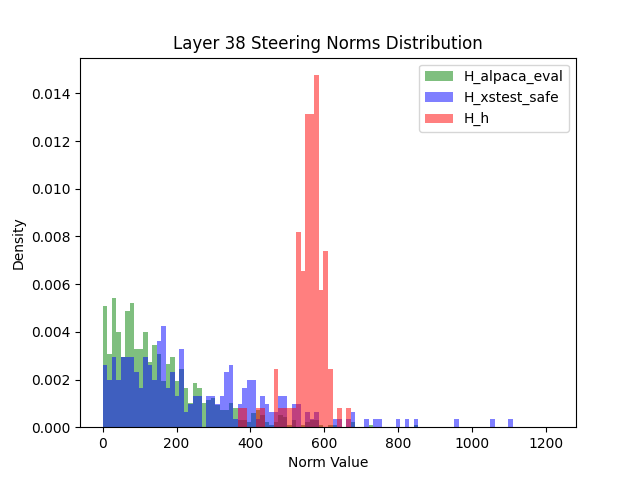 Layer 38 Steering Norms Distribution
H_alpaca_eval
H_xstest_safe
H_h
Density
0.014
0.012
0.010
0.008
0.006
0.004
0.002
0.000
0
200
400
600
800
1000
1200
Norm Value